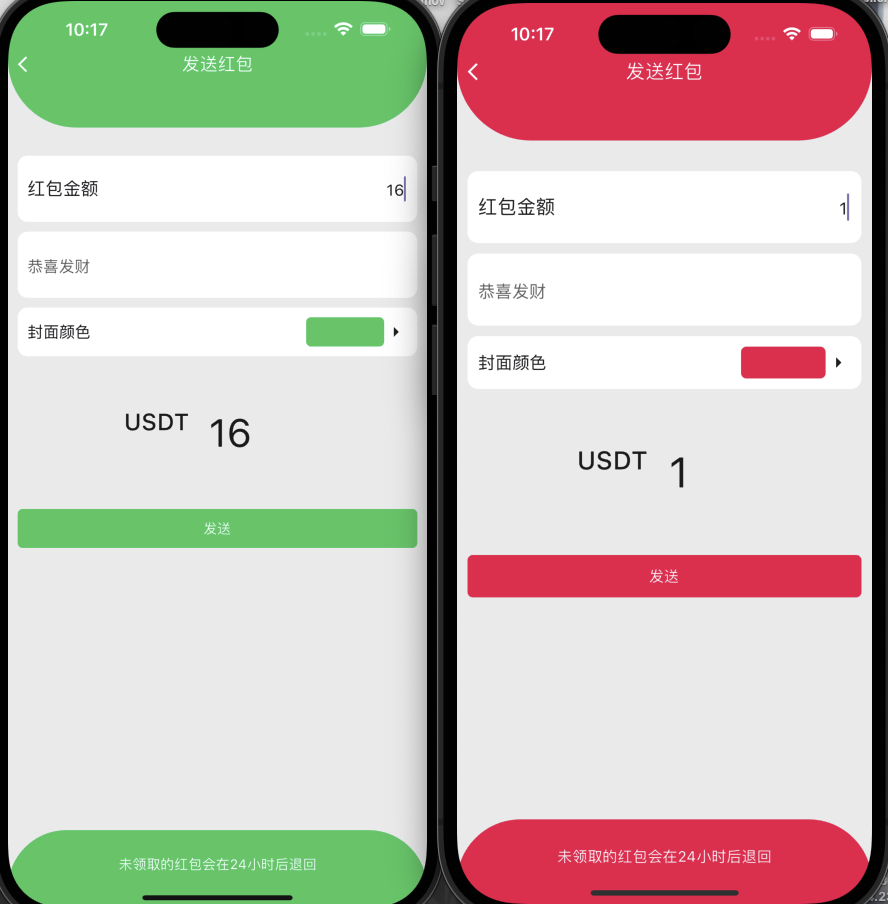 10:17
发送红包
红包金额
16
恭喜发财
封面颜色
USDT 16
发送
未领取的红包会在24小时后退回
10:17
发送红包
红包金额
1
恭喜发财
封面颜色
USDT 1
发送
未领取的红包会在24小时后退回